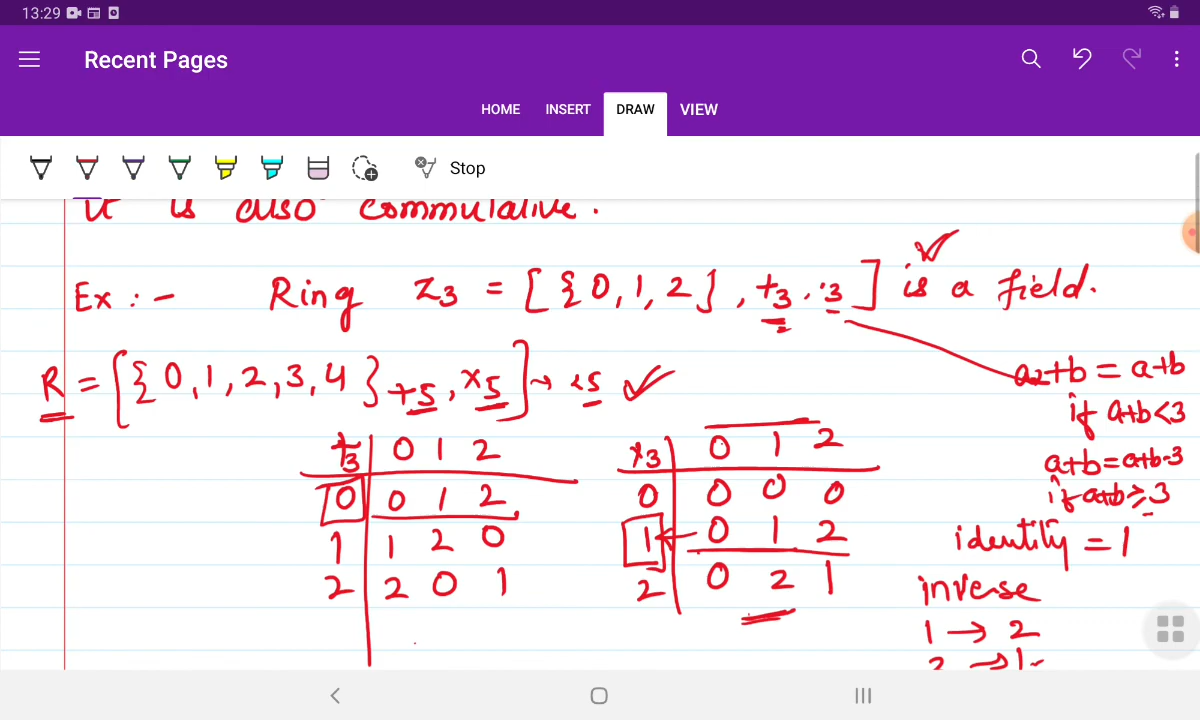 13:29
Recent Pages
HOME INSERT DRAW VIEW
Stop
it is also commutative.
Ex :- Ring Z3 = [{0,1,2}, +3, ·3] is a field.
R = [{0,1,2,3,4} +5, ×5] → <5
a+b = a+b
if a+b<3
a+b=a+b-3
if a+b≥3
+3 0 1 2
0 0 1 2
1 1 2 0
2 2 0 1
×3 0 1 2
0 0 0 0
1 0 1 2
2 0 2 1
identity = 1
inverse
1 → 2
2 → 1